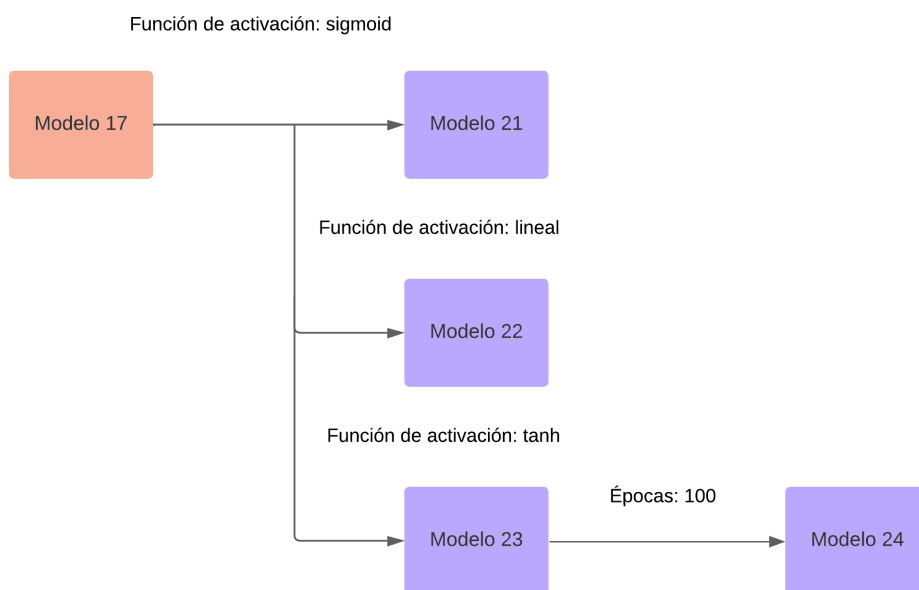 Función de activación: sigmoid
Modelo 17
Modelo 21
Función de activación: lineal
Modelo 22
Función de activación: tanh
Épocas: 100
Modelo 23
Modelo 24